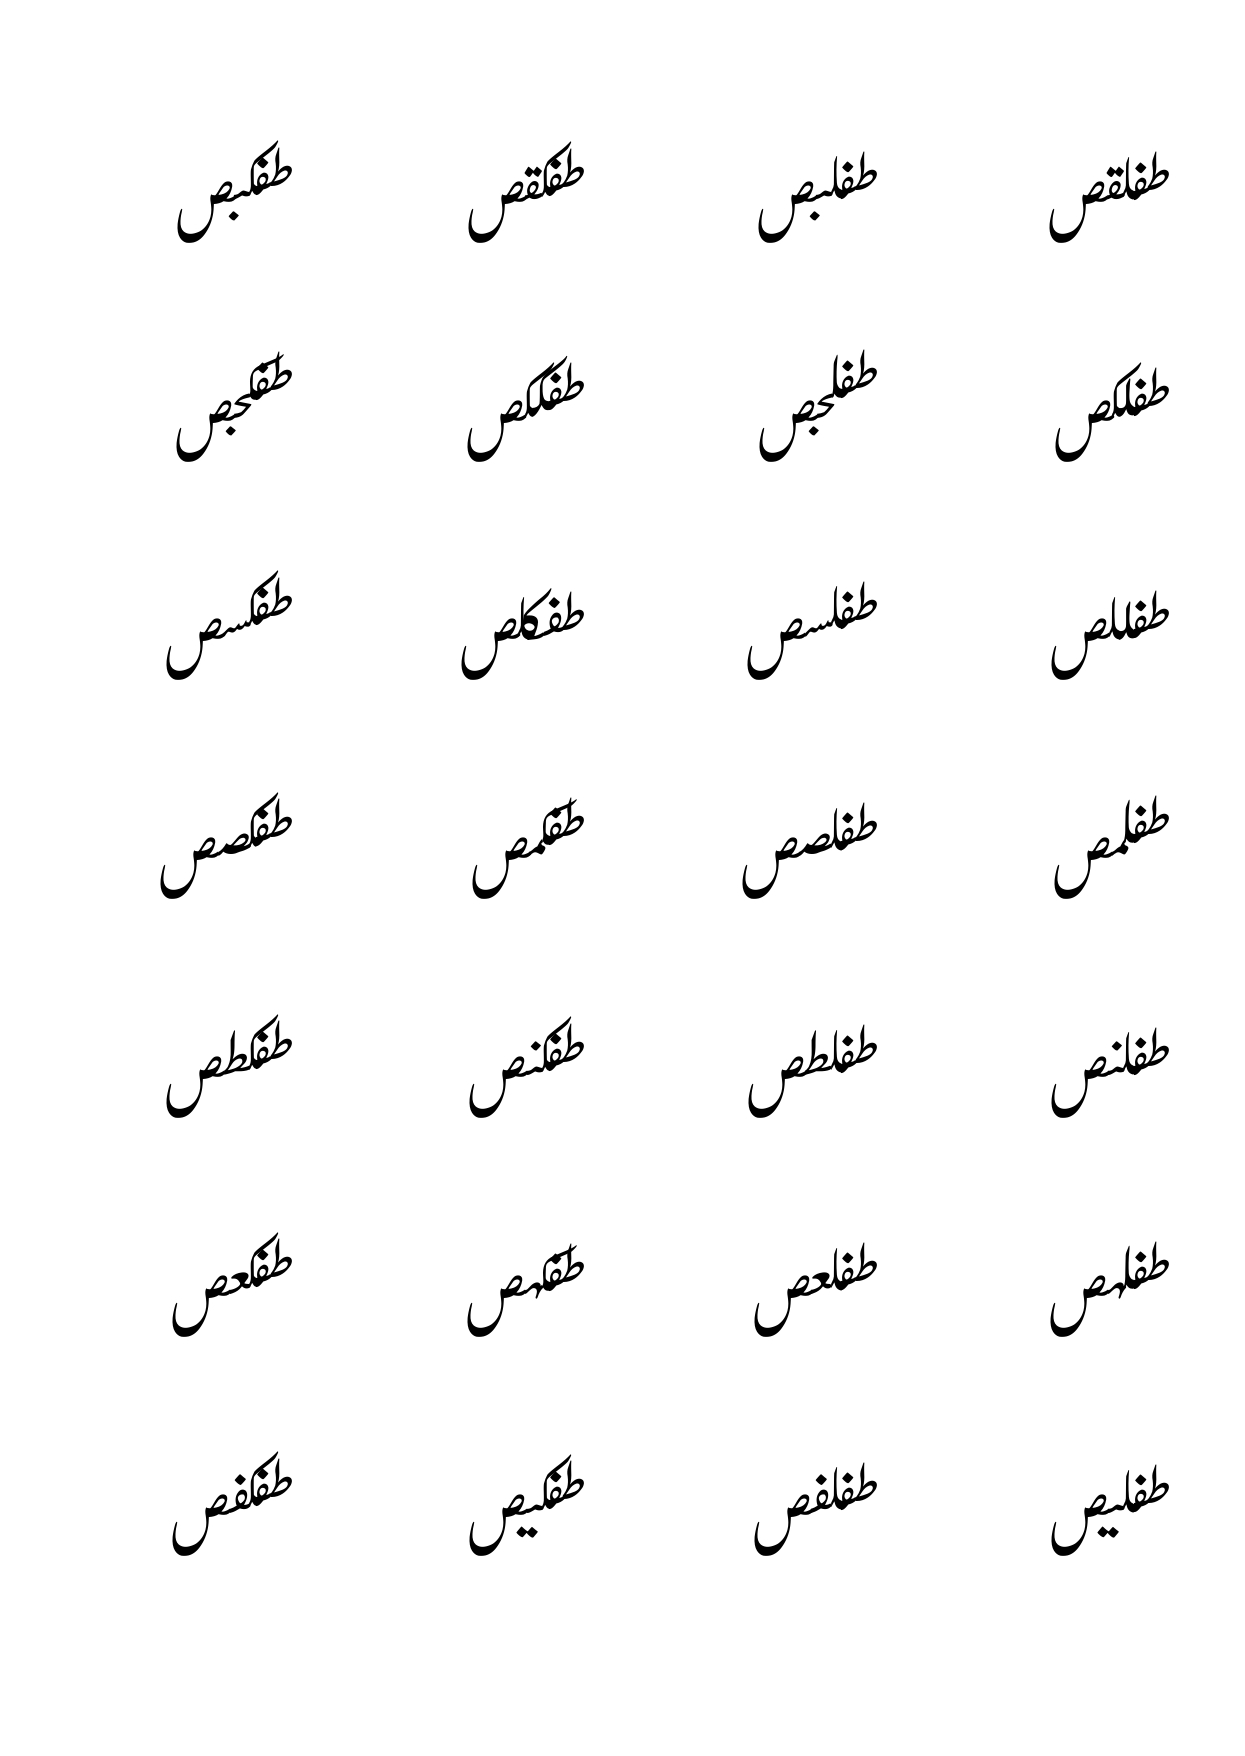 طفلقص طفلبص طفكقص طفكبص
طفلكص طفلجص طفككص طفكجص
طفللص طفلسص طفكلص طفكسص
طفلمص طفلصص طفكمص طفكصص
طفلنص طفلطص طفكنص طفكطص
طفلهص طفلعص طفكهص طفكعص
طفليص طفلفص طفكيص طفكفص